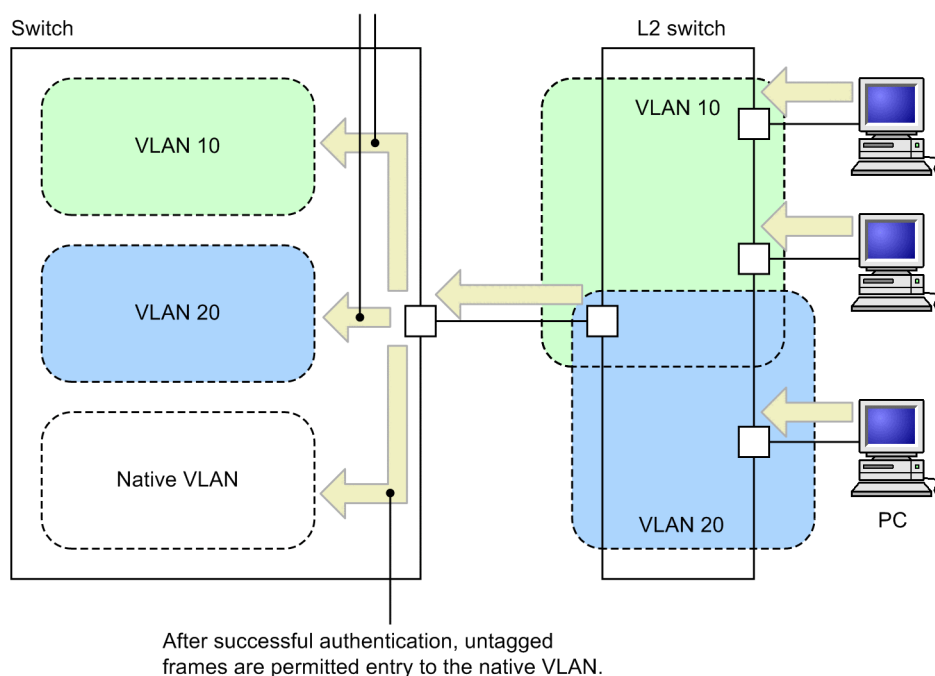 Switch
L2 switch
VLAN 10
VLAN 10
VLAN 20
Native VLAN
VLAN 20
PC
After successful authentication, untagged
frames are permitted entry to the native VLAN.